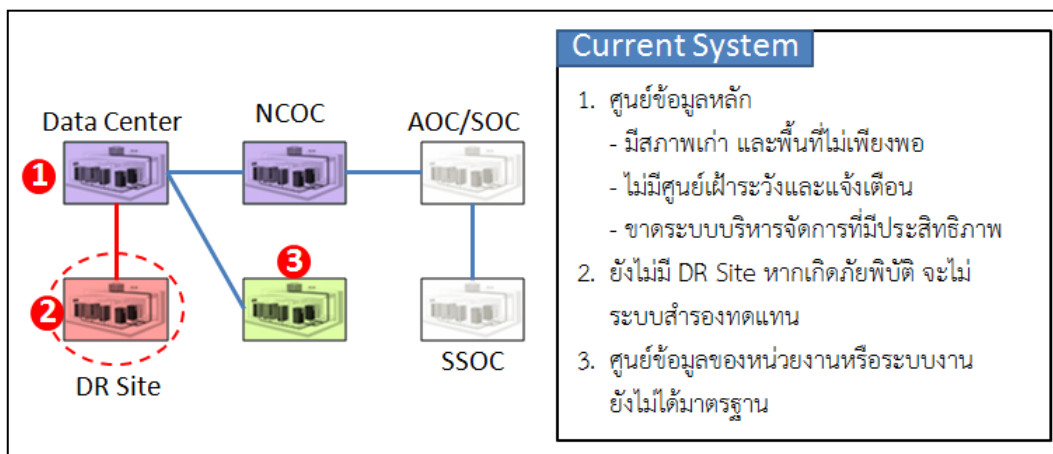 Current System
Data Center
NCOC
AOC/SOC
1
3
2
DR Site
SSOC
1. ศูนย์ข้อมูลหลัก
- มีสภาพเก่า และพื้นที่ไม่เพียงพอ
- ไม่มีศูนย์เฝ้าระวังและแจ้งเตือน
- ขาดระบบบริหารจัดการที่มีประสิทธิภาพ
2. ยังไม่มี DR Site หากเกิดภัยพิบัติ จะไม่
ระบบสำรองทดแทน
3. ศูนย์ข้อมูลของหน่วยงานหรือระบบงาน
ยังไม่ได้มาตรฐาน